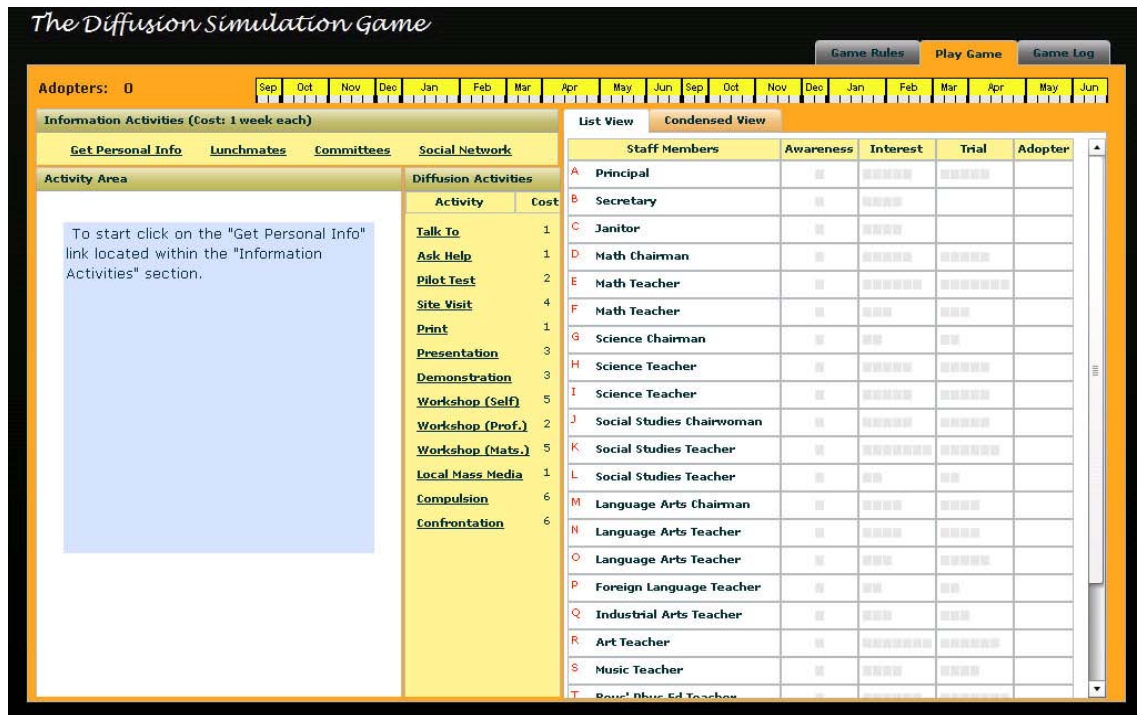 The Diffusion Simulation Game
Game Rules Play Game Game Log
Adopters: 0
Sep Oct Nov Dec Jan Feb Mar Apr May Jun Sep Oct Nov Dec Jan Feb Mar Apr May Jun
Information Activities (Cost: 1 week each)
Get Personal Info Lunchmates Committees Social Network
Activity Area
To start click on the "Get Personal Info"
link located within the "Information
Activities" section.
Diffusion Activities
Activity Cost
Talk To 1
Ask Help 1
Pilot Test 2
Site Visit 4
Print 1
Presentation 3
Demonstration 3
Workshop (Self) 5
Workshop (Prof.) 2
Workshop (Mats.) 5
Local Mass Media 1
Compulsion 6
Confrontation 6
List View Condensed View
Staff Members Awareness Interest Trial Adopter
A Principal
B Secretary
C Janitor
D Math Chairman
E Math Teacher
F Math Teacher
G Science Chairman
H Science Teacher
I Science Teacher
J Social Studies Chairwoman
K Social Studies Teacher
L Social Studies Teacher
M Language Arts Chairman
N Language Arts Teacher
O Language Arts Teacher
P Foreign Language Teacher
Q Industrial Arts Teacher
R Art Teacher
S Music Teacher
T Boys' Phys Ed Teacher